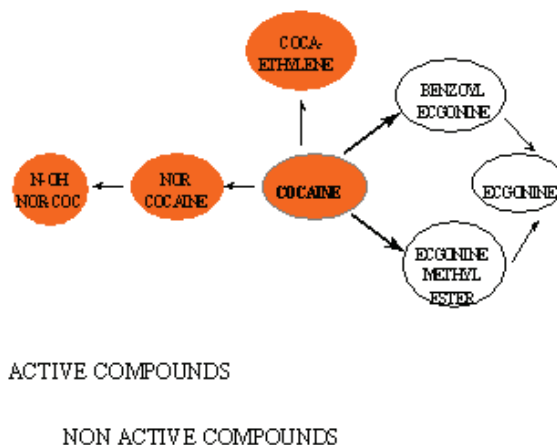 COCA-
ETHYLENE
BENZOYL
ECGONINE
N-OH
NOR COC
NOR
COCAINE
COCAINE
ECGONINE
ECGONINE
METHYL
ESTER
ACTIVE COMPOUNDS
NON ACTIVE COMPOUNDS